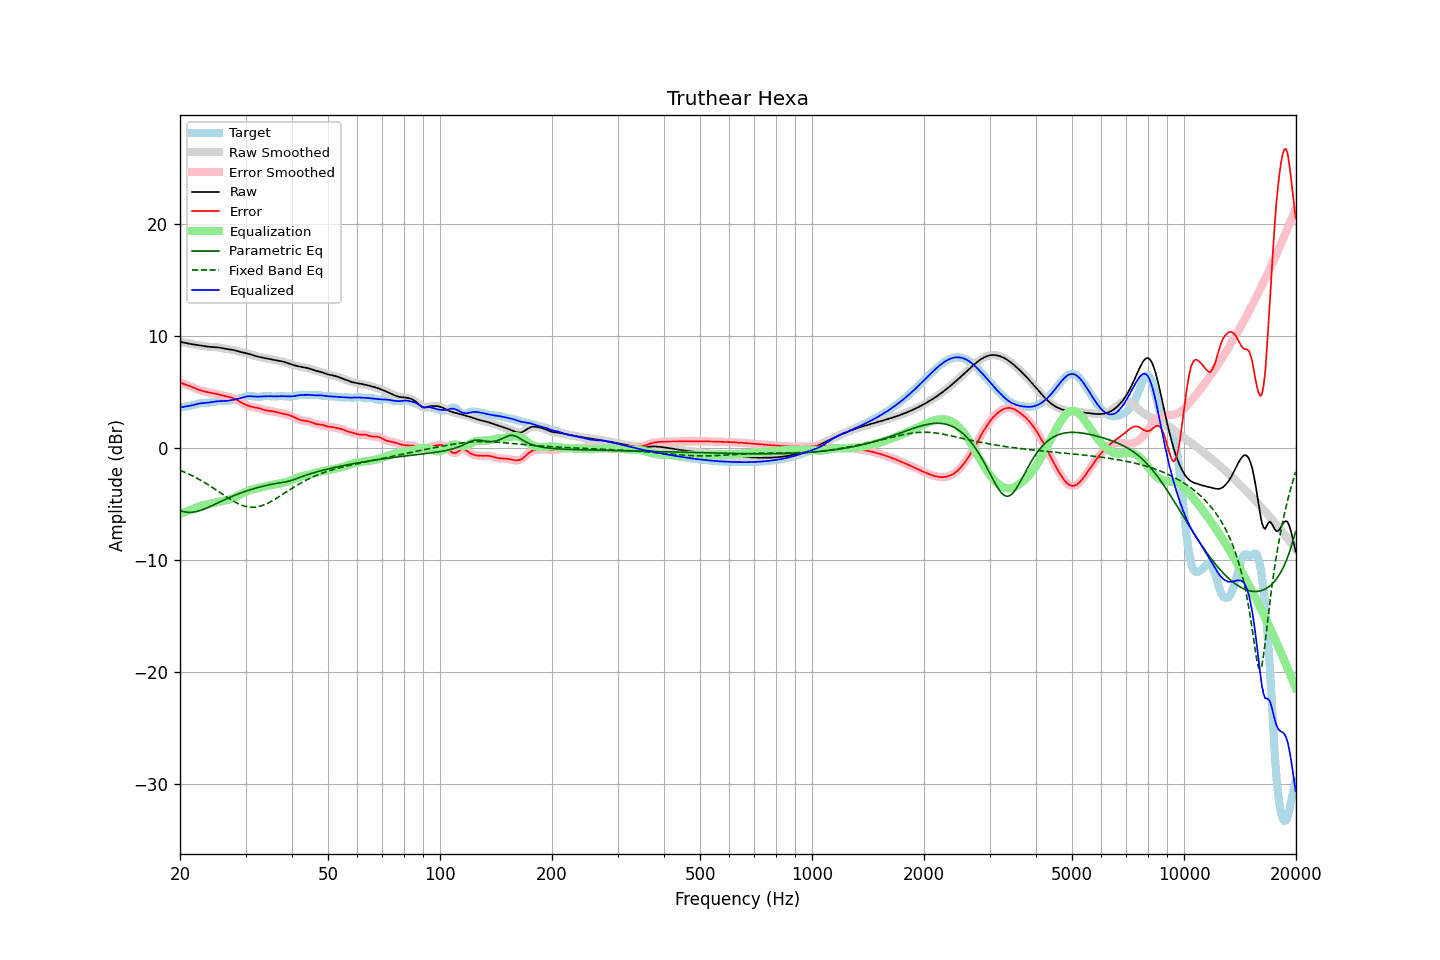 Truthear Hexa
Target
Raw Smoothed
Error Smoothed
Raw
Error
Equalization
Parametric Eq
Fixed Band Eq
Equalized
20
10
0
−10
−20
−30
Amplitude (dBr)
20 50 100 200 500 1000 2000 5000 10000 20000
Frequency (Hz)